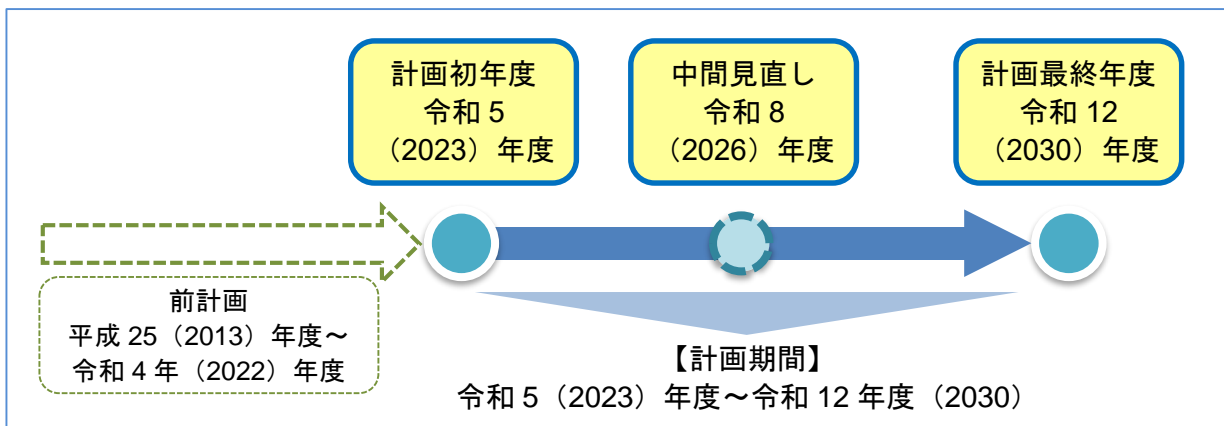 計画初年度
令和 5
（2023）年度
中間見直し
令和 8
（2026）年度
計画最終年度
令和 12
（2030）年度
前計画
平成 25（2013）年度～
令和 4 年（2022）年度
【計画期間】
令和 5（2023）年度～令和 12 年度（2030）